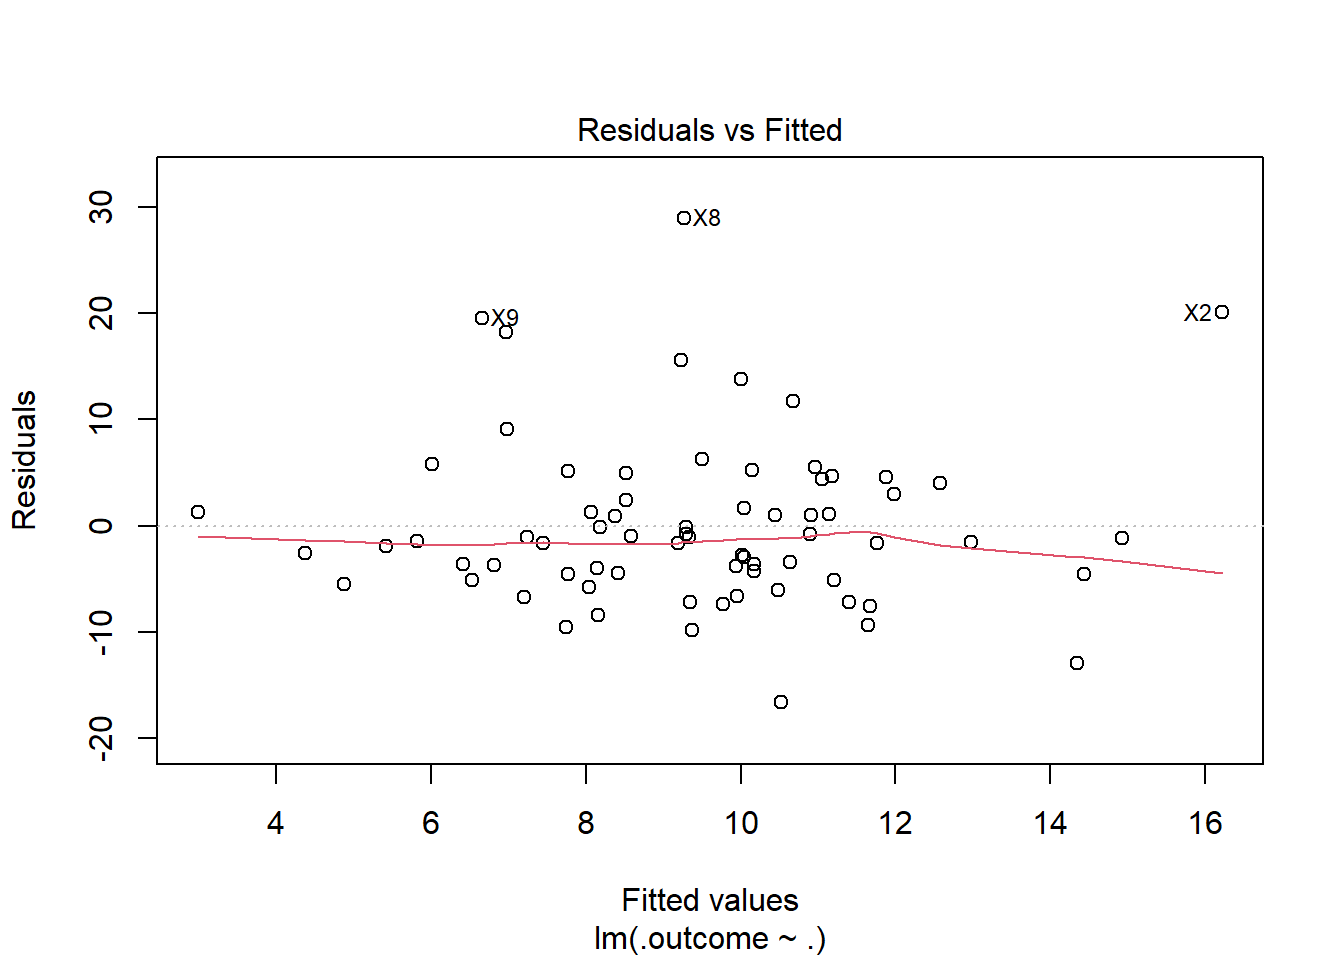 Residuals vs Fitted
Residuals
30
20
10
0
-10
-20
X8
X9
X2
4 6 8 10 12 14 16
Fitted values
lm(.outcome ~ .)